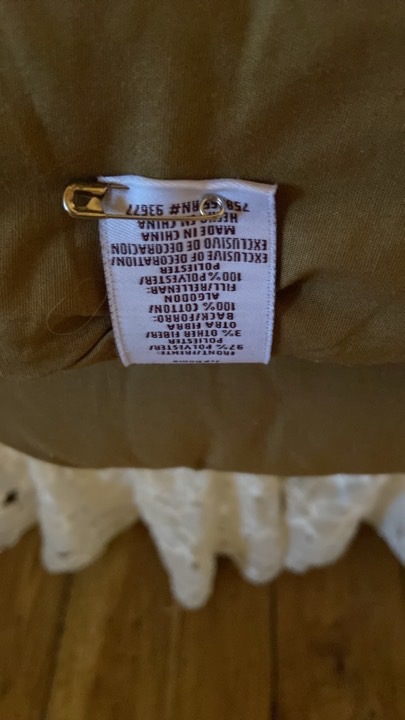 FRONT/FRENTE:
97% POLYESTER/
POLIESTER
3% OTHER FIBER/
OTRA FIBRA
BACK/FORRO:
100% COTTON/
ALGODON
FILL/RELLENAR:
100% POLYESTER/
POLIESTER
EXCLUSIVE OF DECORATION/
EXCLUSIVO DE DECORACION
MADE IN CHINA
HECHO EN CHINA
RN# 93677